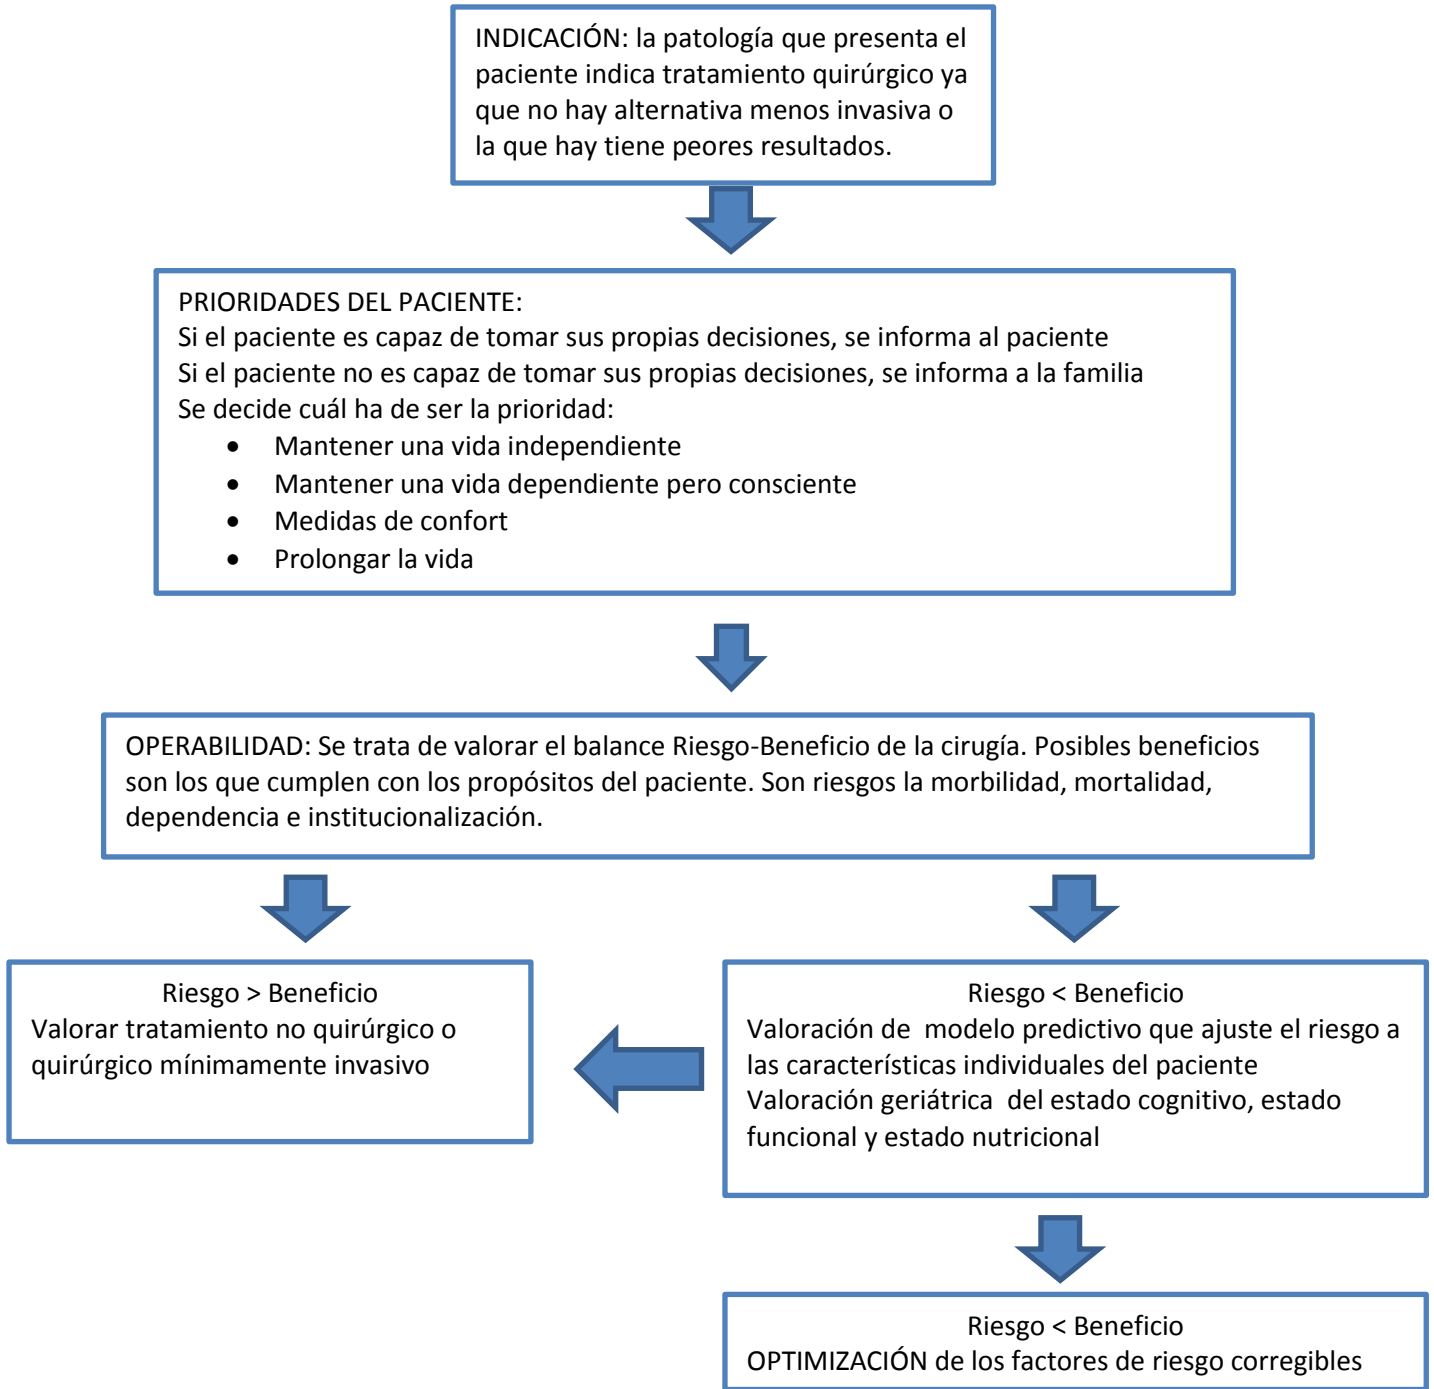 INDICACIÓN: la patología que presenta el
paciente indica tratamiento quirúrgico ya
que no hay alternativa menos invasiva o
la que hay tiene peores resultados.
PRIORIDADES DEL PACIENTE:
Si el paciente es capaz de tomar sus propias decisiones, se informa al paciente
Si el paciente no es capaz de tomar sus propias decisiones, se informa a la familia
Se decide cuál ha de ser la prioridad:
• Mantener una vida independiente
• Mantener una vida dependiente pero consciente
• Medidas de confort
• Prolongar la vida
OPERABILIDAD: Se trata de valorar el balance Riesgo-Beneficio de la cirugía. Posibles beneficios
son los que cumplen con los propósitos del paciente. Son riesgos la morbilidad, mortalidad,
dependencia e institucionalización.
Riesgo > Beneficio
Valorar tratamiento no quirúrgico o
quirúrgico mínimamente invasivo
Riesgo < Beneficio
Valoración de modelo predictivo que ajuste el riesgo a
las características individuales del paciente
Valoración geriátrica del estado cognitivo, estado
funcional y estado nutricional
Riesgo < Beneficio
OPTIMIZACIÓN de los factores de riesgo corregibles